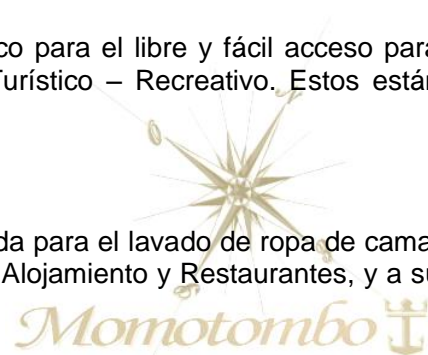 co para el libre y fácil acceso para
Turístico – Recreativo. Estos están
da para el lavado de ropa de cama
Alojamiento y Restaurantes, y a su
Momotombo